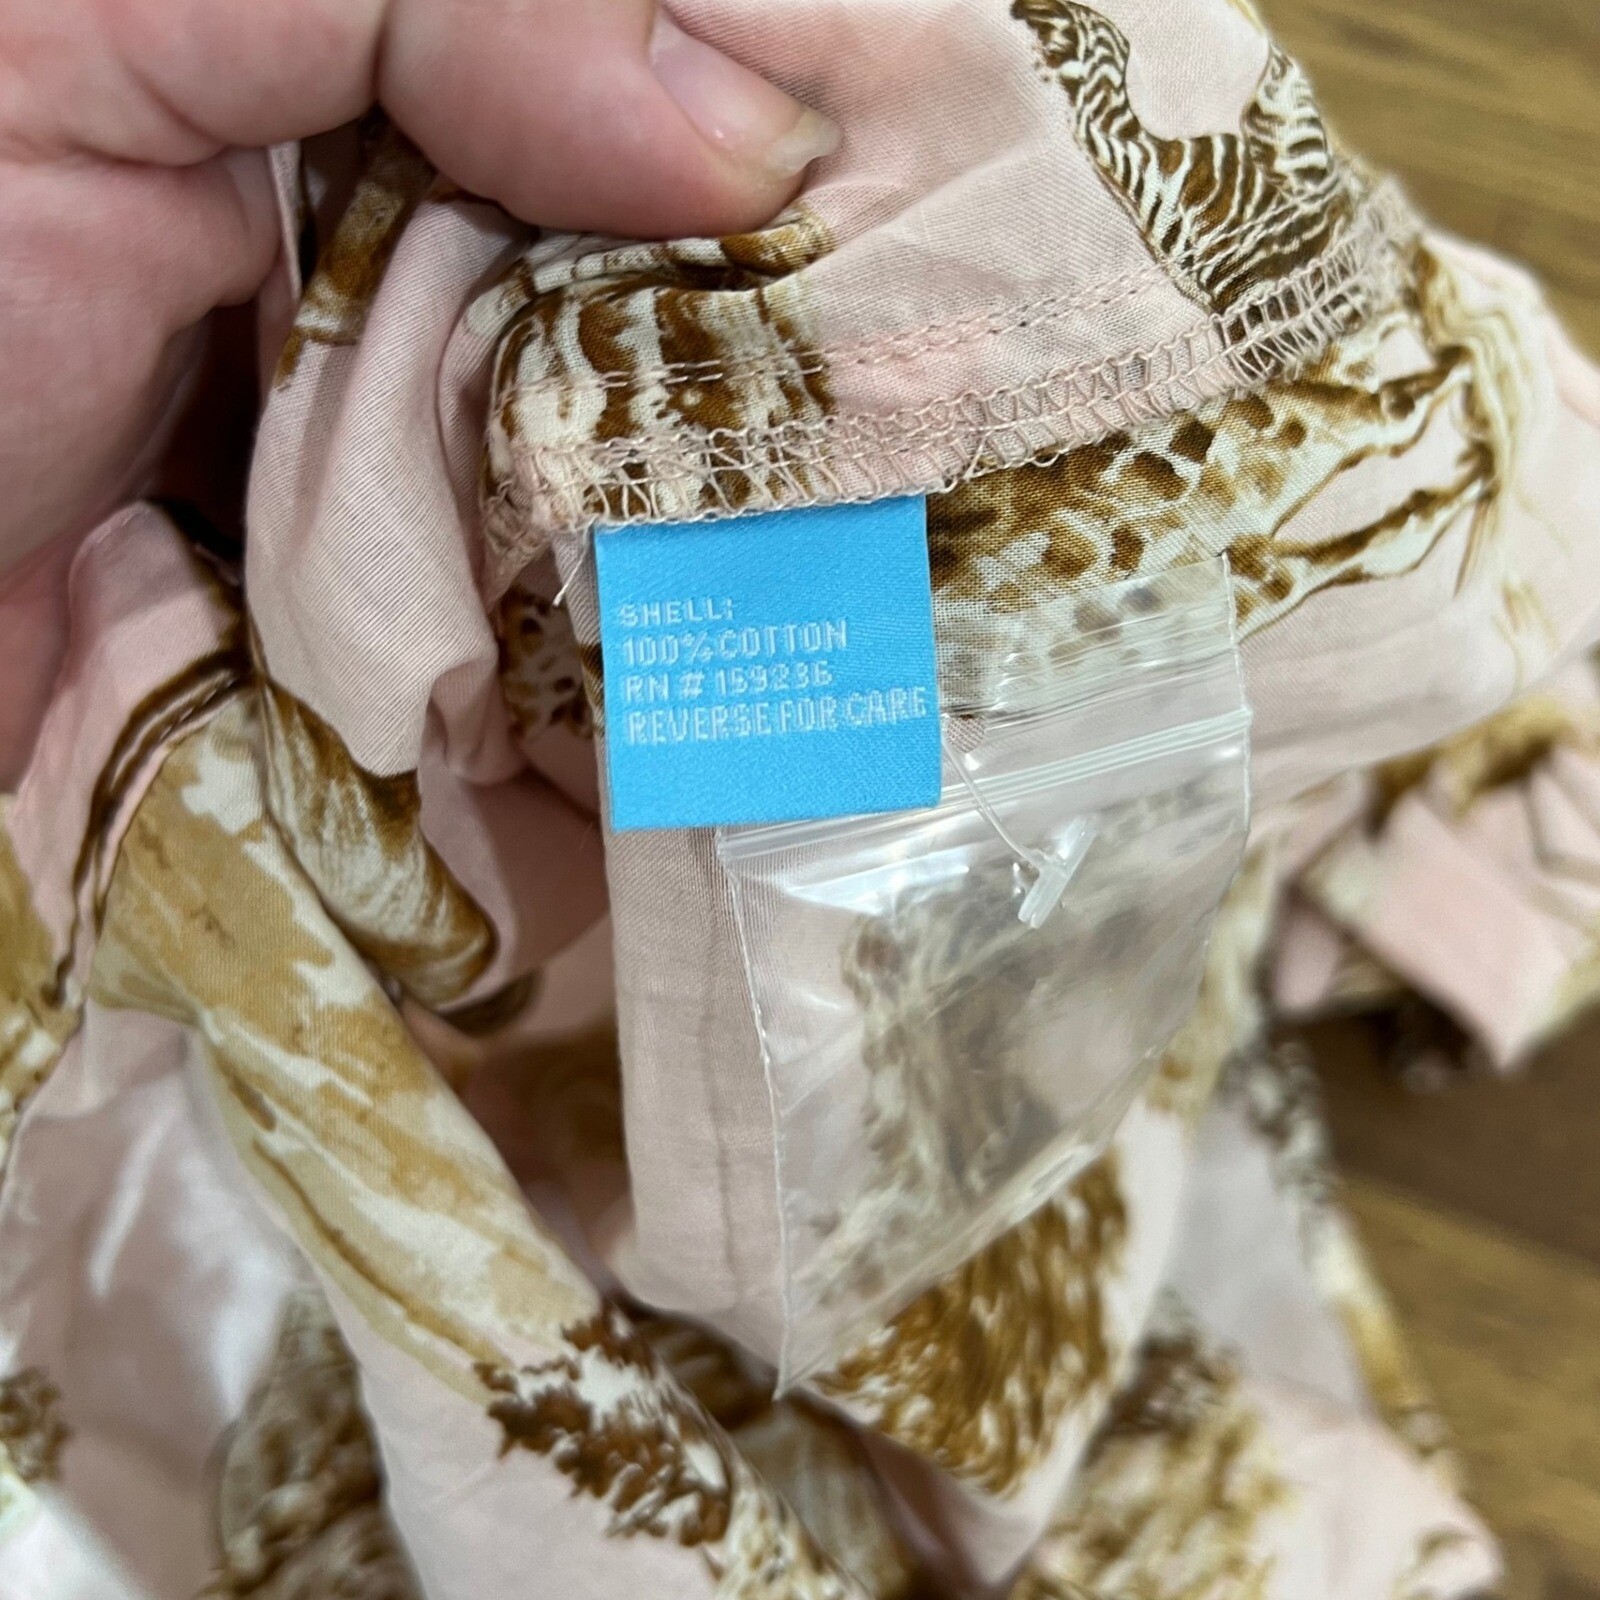 SHELL:
100% COTTON
RN # 159236
REVERSE FOR CARE